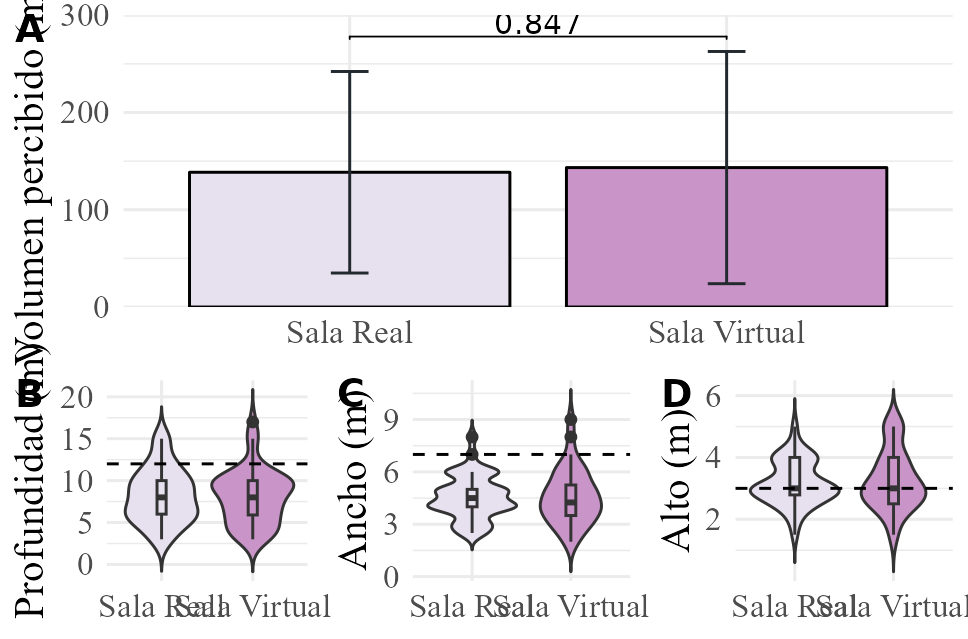 A
Volumen percibido (m
300
200
100
0
0.847
Sala Real
Sala Virtual
B
Profundidad (m)
20
15
10
5
0
Sala Real
Sala Virtual
C
Ancho (m)
9
6
3
0
Sala Real
Sala Virtual
D
Alto (m)
6
4
2
Sala Real
Sala Virtual